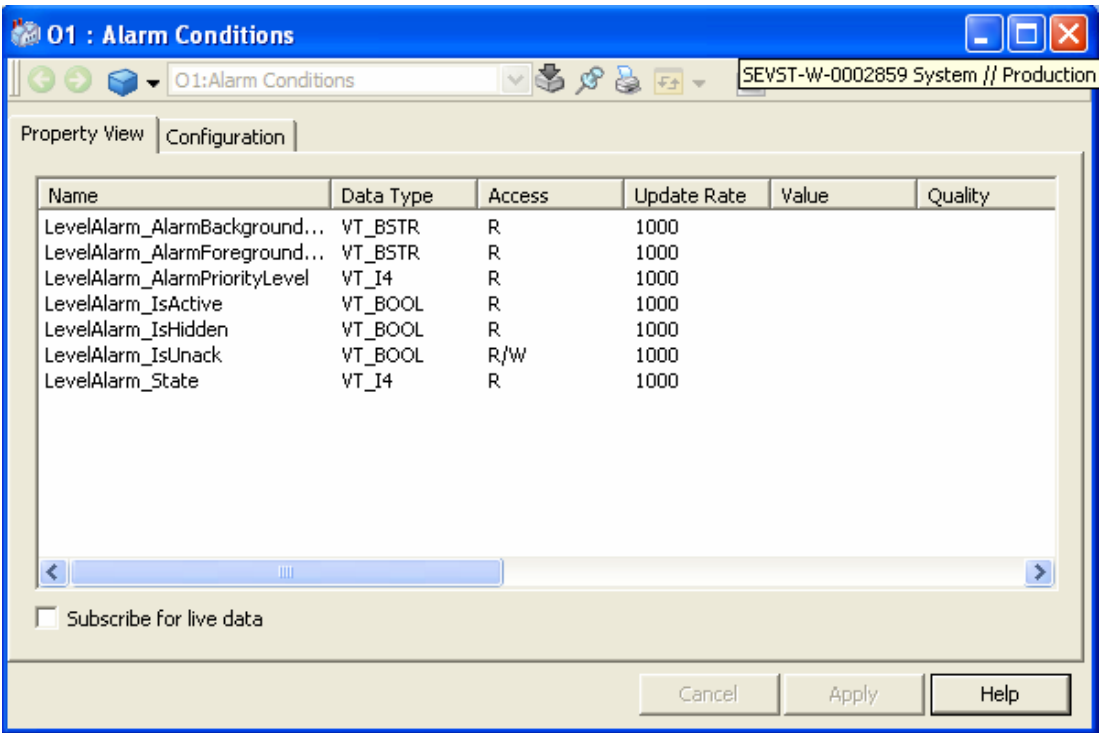 O1 : Alarm Conditions
O1:Alarm Conditions
SEVST-W-0002859 System // Production
Property View Configuration
Name Data Type Access Update Rate Value Quality
LevelAlarm_AlarmBackground... VT_BSTR R 1000
LevelAlarm_AlarmForeground... VT_BSTR R 1000
LevelAlarm_AlarmPriorityLevel VT_I4 R 1000
LevelAlarm_IsActive VT_BOOL R 1000
LevelAlarm_IsHidden VT_BOOL R 1000
LevelAlarm_IsUnack VT_BOOL R/W 1000
LevelAlarm_State VT_I4 R 1000
Subscribe for live data
Cancel Apply Help